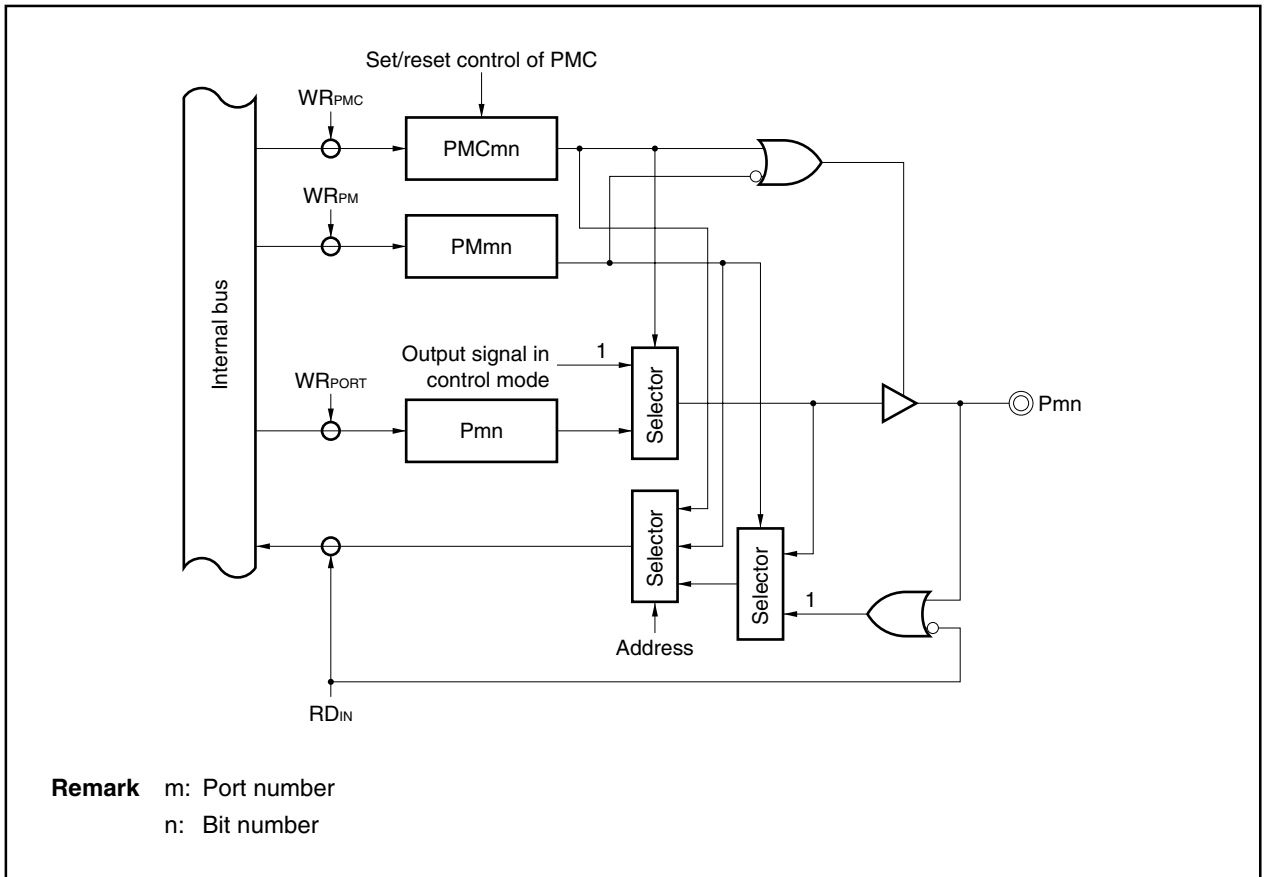 Set/reset control of PMC
WRPMC
PMCmn
WRPM
PMmn
Internal bus
Output signal in
control mode
1
Selector
WRPORT
Pmn
Pmn
Selector
Selector
1
Address
RDIN
Remark m: Port number
n: Bit number